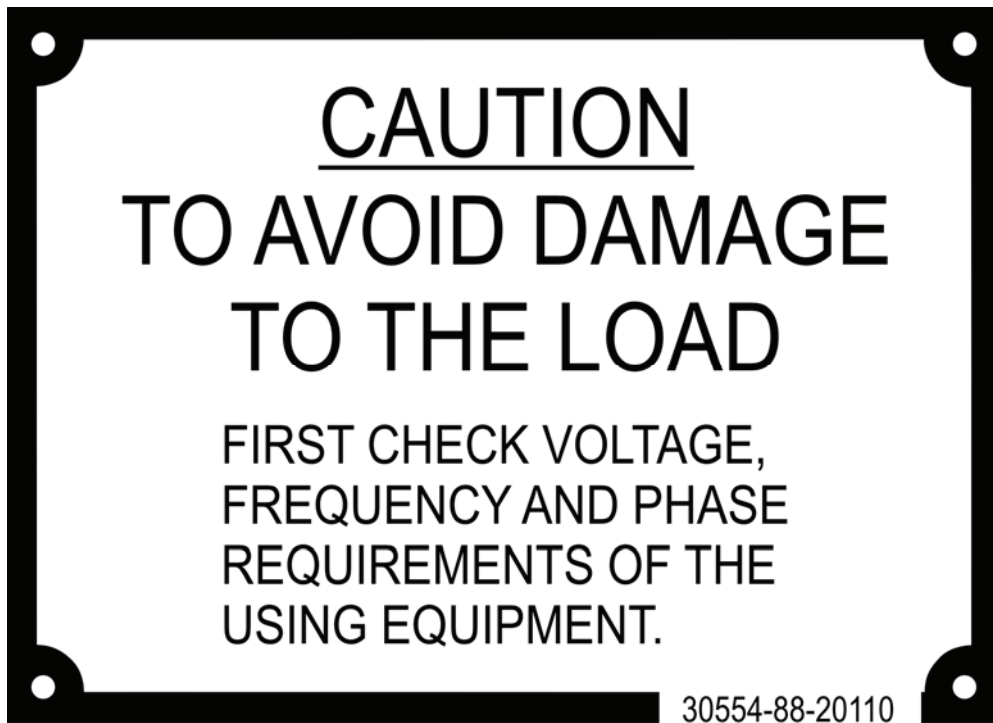 CAUTION
TO AVOID DAMAGE
TO THE LOAD
FIRST CHECK VOLTAGE,
FREQUENCY AND PHASE
REQUIREMENTS OF THE
USING EQUIPMENT.
30554-88-20110